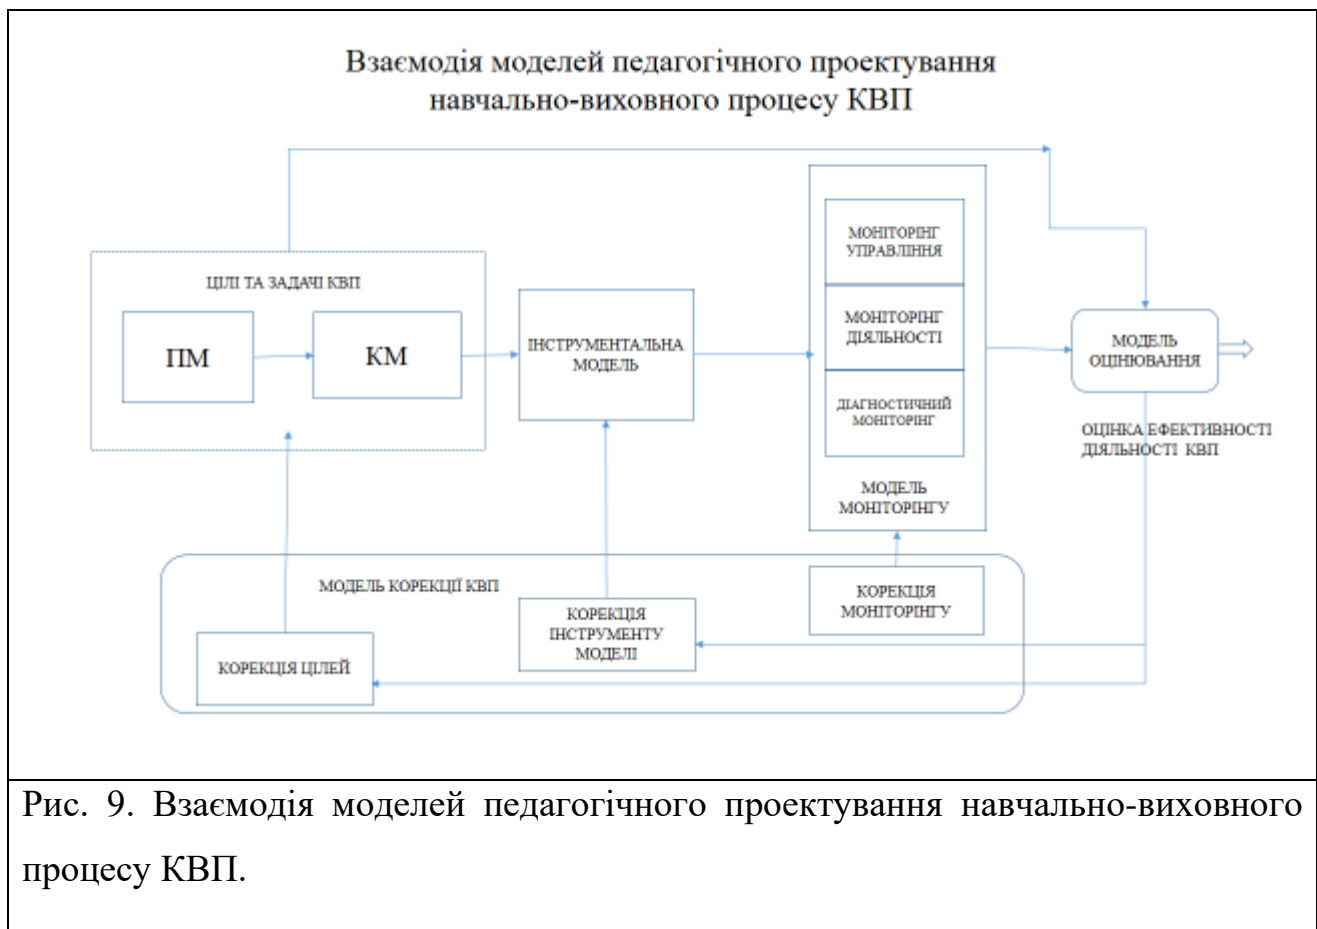 Взаємодія моделей педагогічного проектування
навчально-виховного процесу КВП
ЦІЛІ ТА ЗАДАЧІ КВП
ПМ
КМ
ІНСТРУМЕНТАЛЬНА
МОДЕЛЬ
МОНІТОРІНГ
УПРАВЛІННЯ
МОНІТОРІНГ
ДІЯЛЬНОСТІ
ДІАГНОСТИЧНИЙ
МОНІТОРІНГ
МОДЕЛЬ
МОНІТОРІНГУ
МОДЕЛЬ
ОЦІНЮВАННЯ
ОЦІНКА ЕФЕКТИВНОСТІ
ДІЯЛЬНОСТІ КВП
МОДЕЛЬ КОРЕКЦІЇ КВП
КОРЕКЦІЯ ЦІЛЕЙ
КОРЕКЦІЯ
ІНСТРУМЕНТУ
МОДЕЛІ
КОРЕКЦІЯ
МОНІТОРІНГУ
Рис. 9. Взаємодія моделей педагогічного проектування навчально-виховного
процесу КВП.